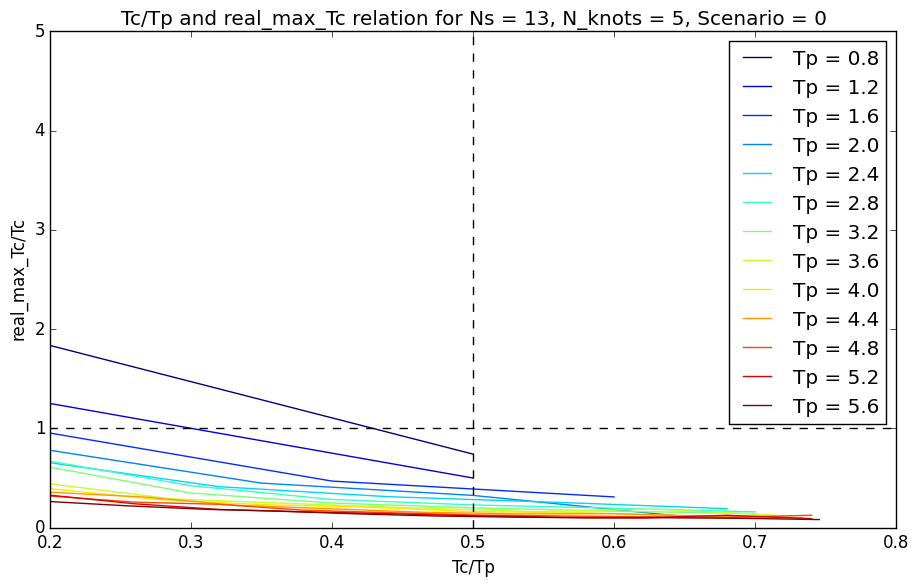 Tc/Tp and real_max_Tc relation for Ns = 13, N_knots = 5, Scenario = 0
5
4
3
2
1
0
real_max_Tc/Tc
Tp = 0.8
Tp = 1.2
Tp = 1.6
Tp = 2.0
Tp = 2.4
Tp = 2.8
Tp = 3.2
Tp = 3.6
Tp = 4.0
Tp = 4.4
Tp = 4.8
Tp = 5.2
Tp = 5.6
0.2 0.3 0.4 0.5 0.6 0.7 0.8
Tc/Tp